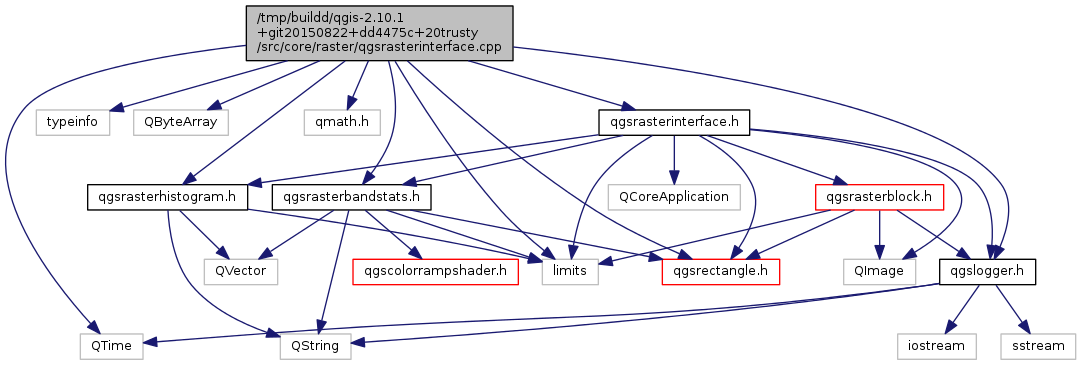 /tmp/buildd/qgis-2.10.1
+git20150822+dd4475c+20trusty
/src/core/raster/qgsrasterinterface.cpp
typeinfo
QByteArray
qmath.h
qgsrasterinterface.h
qgsrasterhistogram.h
qgsrasterbandstats.h
QCoreApplication
qgsrasterblock.h
QVector
qgscolorrampshader.h
limits
qgsrectangle.h
QImage
qgslogger.h
QTime
QString
iostream
sstream